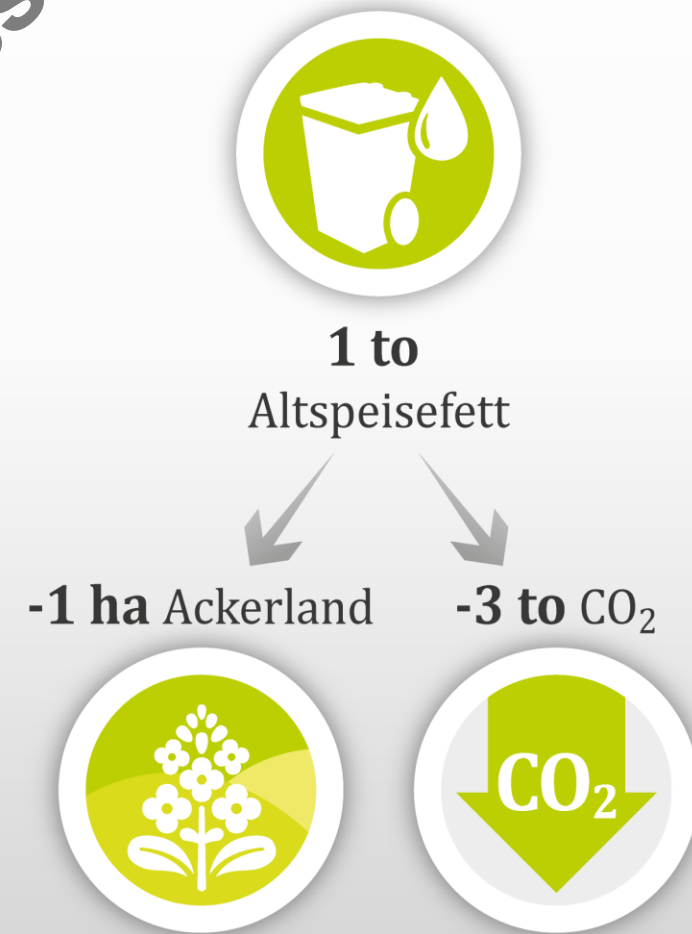 1 to
Altspeisefett
-1 ha Ackerland
-3 to CO₂
CO₂